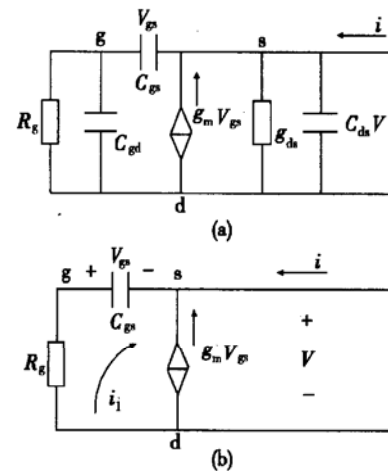 V_gs i
g s
C_gs
R_g C_gd g_m V_gs g_ds C_ds V
d
(a)
V_gs i
g + − s
C_gs +
R_g i_1 g_m V_gs V
−
d
(b)